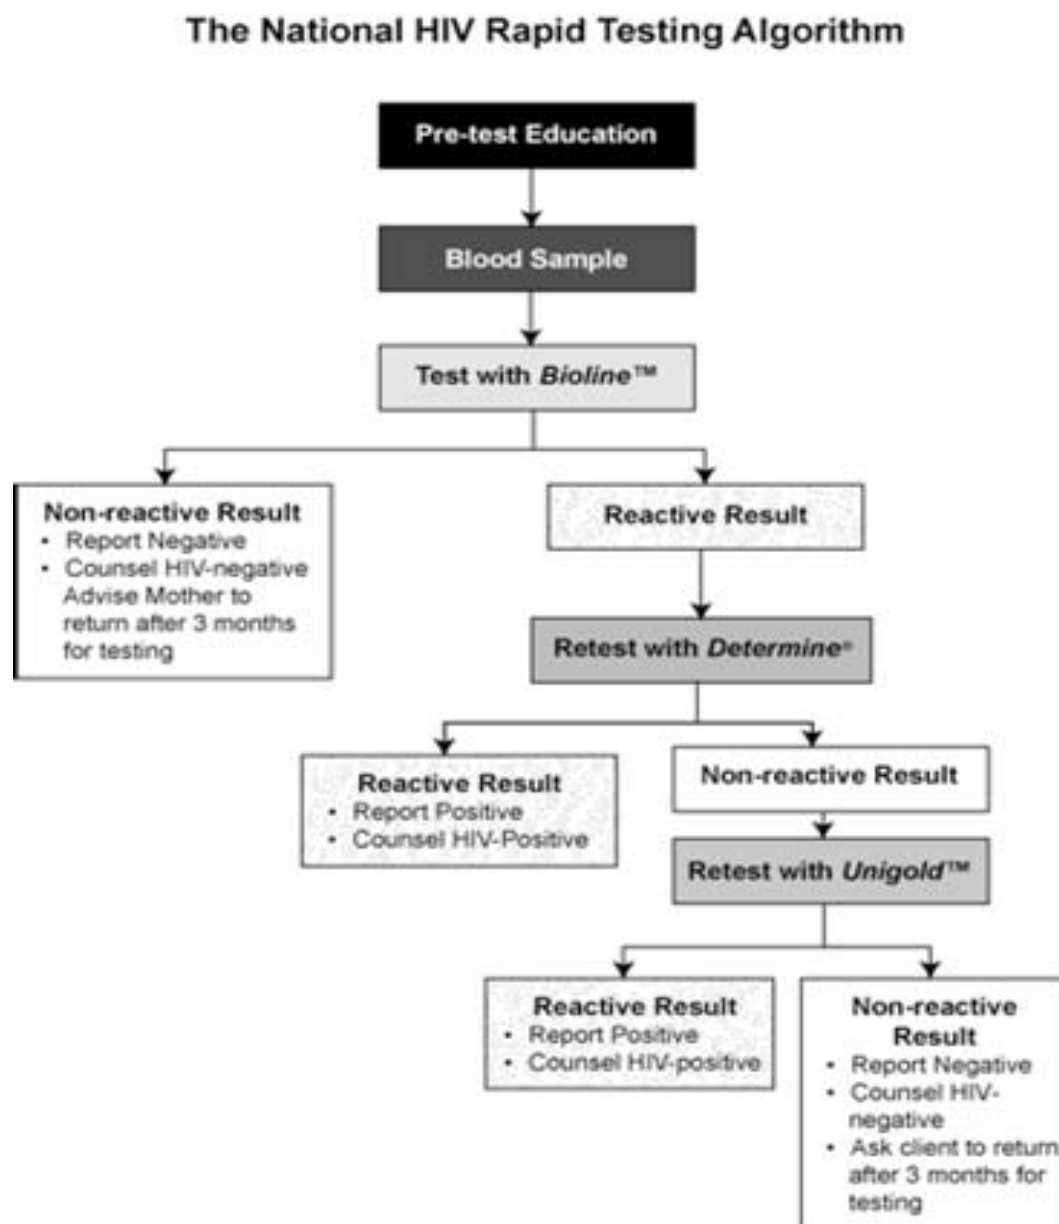 The National HIV Rapid Testing Algorithm
Pre-test Education
Blood Sample
Test with Bioline™
Non-reactive Result
• Report Negative
• Counsel HIV-negative
Advise Mother to
return after 3 months
for testing
Reactive Result
Retest with Determine®
Reactive Result
• Report Positive
• Counsel HIV-Positive
Non-reactive Result
Retest with Unigold™
Reactive Result
• Report Positive
• Counsel HIV-positive
Non-reactive
Result
• Report Negative
• Counsel HIV-
negative
• Ask client to return
after 3 months for
testing